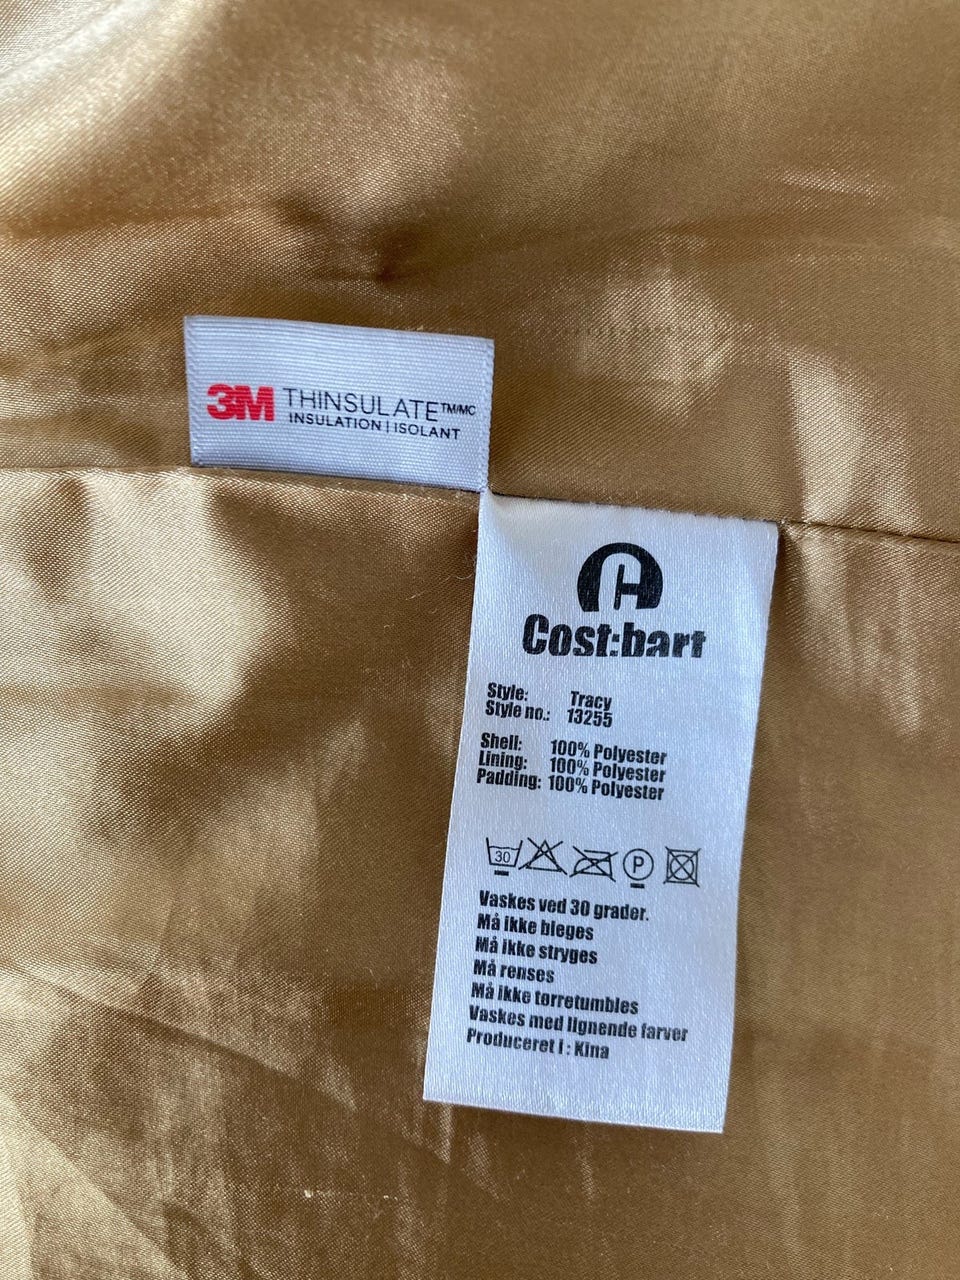 3M THINSULATE™/MC
INSULATION | ISOLANT
Cost:bart
Style: Tracy
Style no.: 13255
Shell: 100% Polyester
Lining: 100% Polyester
Padding: 100% Polyester
30 P
Vaskes ved 30 grader.
Må ikke bleges
Må ikke stryges
Må renses
Må ikke tørretumbles
Vaskes med lignende farver
Produceret i : Kina